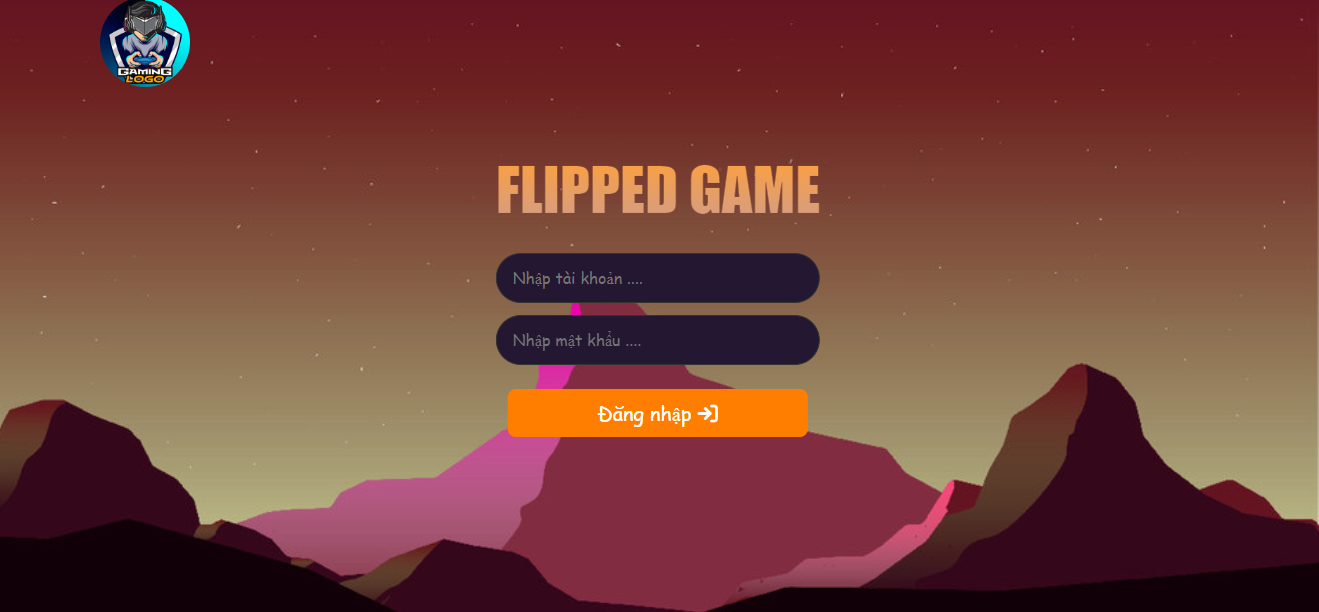 GAMING
LOGO
FLIPPED GAME
Nhập tài khoản ....
Nhập mật khẩu ....
Đăng nhập